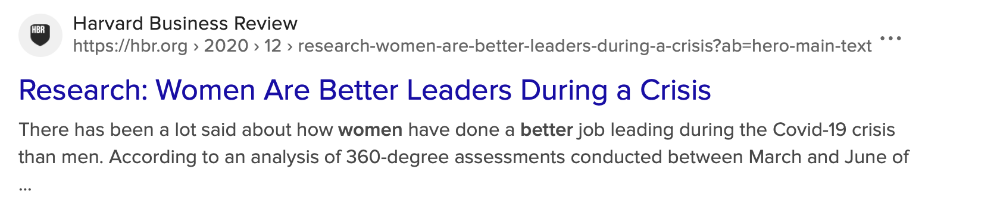 HBR
Harvard Business Review
https://hbr.org › 2020 › 12 › research-women-are-better-leaders-during-a-crisis?ab=hero-main-text
Research: Women Are Better Leaders During a Crisis
There has been a lot said about how women have done a better job leading during the Covid-19 crisis
than men. According to an analysis of 360-degree assessments conducted between March and June of
...